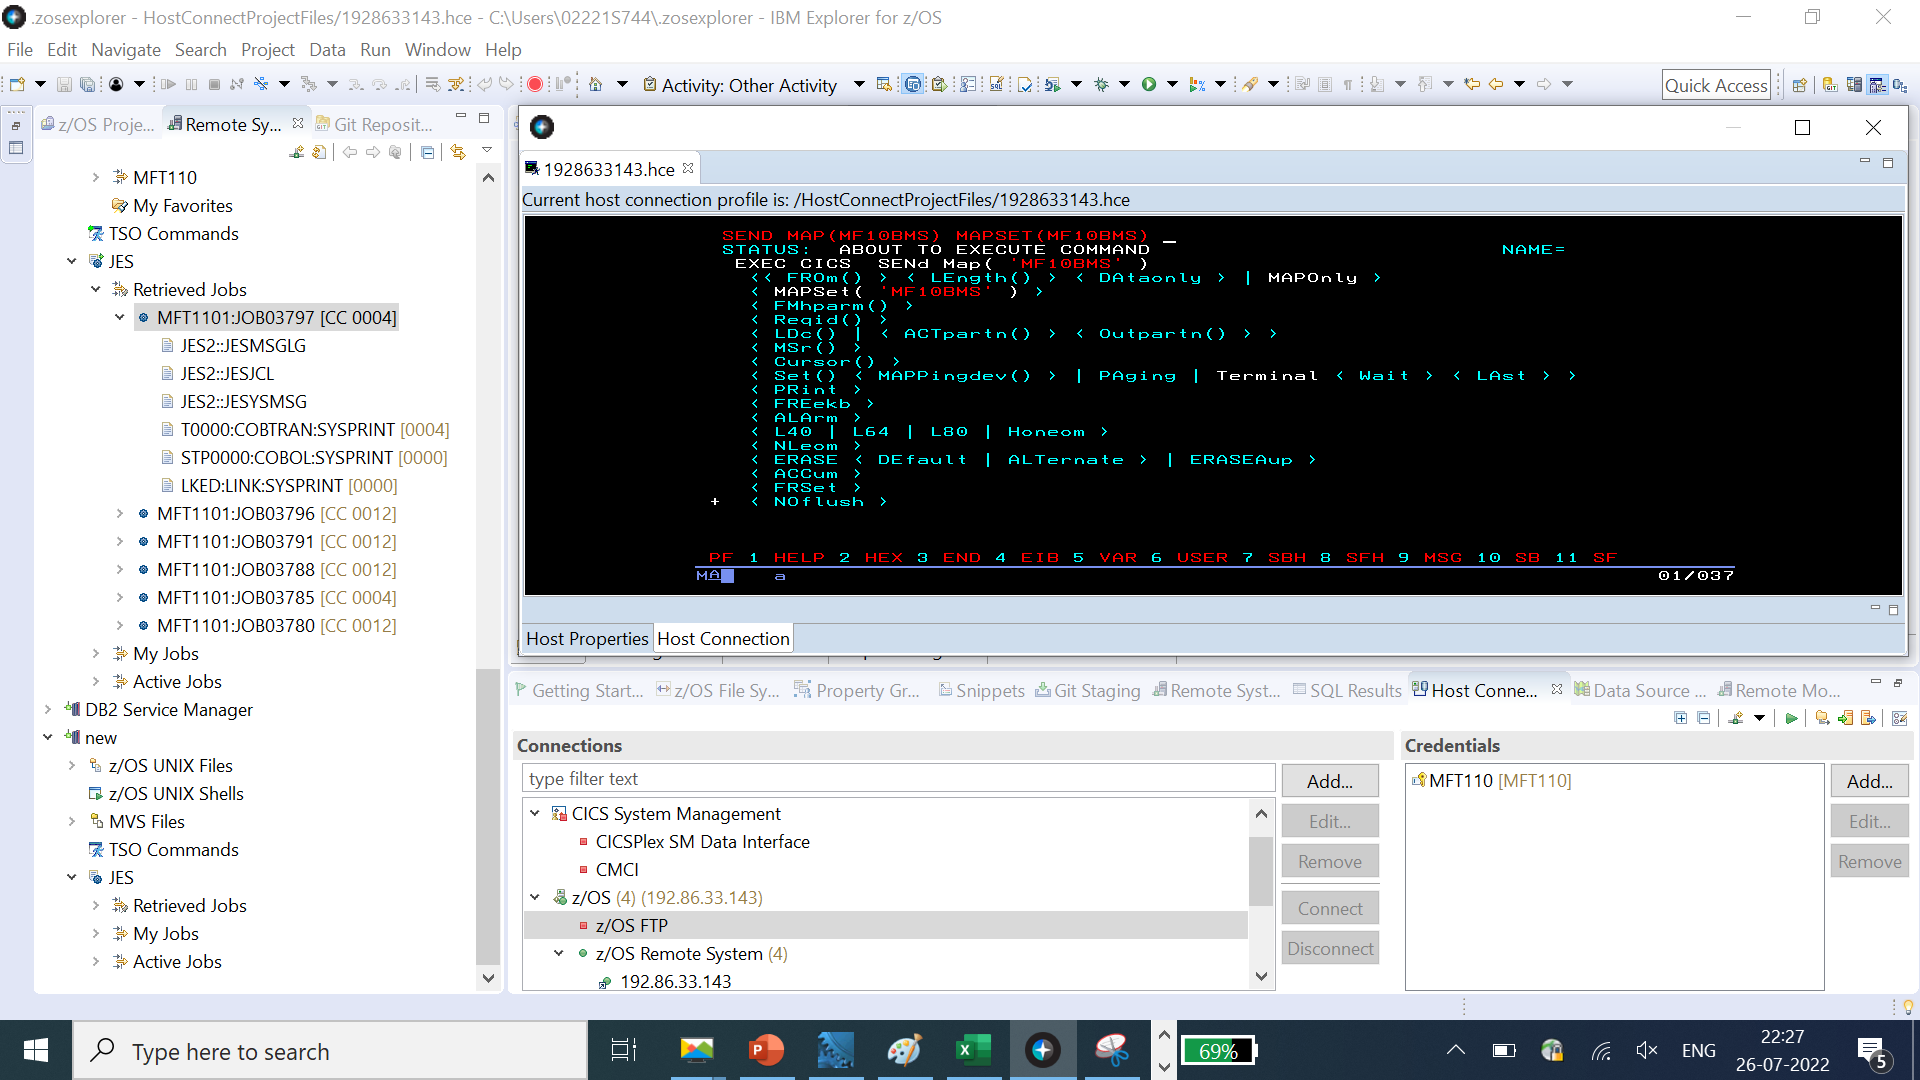 .zosexplorer - HostConnectProjectFiles/1928633143.hce - C:\Users\02221S744\.zosexplorer - IBM Explorer for z/OS
File Edit Navigate Search Project Data Run Window Help
Activity: Other Activity
Quick Access
z/OS Proje... Remote Sy... Git Reposit...
MFT110
My Favorites
TSO Commands
JES
Retrieved Jobs
MFT1101:JOB03797 [CC 0004]
JES2::JESMSGLG
JES2::JESJCL
JES2::JESYSMSG
T0000:COBTRAN:SYSPRINT [0004]
STP0000:COBOL:SYSPRINT [0000]
LKED:LINK:SYSPRINT [0000]
MFT1101:JOB03796 [CC 0012]
MFT1101:JOB03791 [CC 0012]
MFT1101:JOB03788 [CC 0012]
MFT1101:JOB03785 [CC 0004]
MFT1101:JOB03780 [CC 0012]
My Jobs
Active Jobs
DB2 Service Manager
new
z/OS UNIX Files
z/OS UNIX Shells
MVS Files
TSO Commands
JES
Retrieved Jobs
My Jobs
Active Jobs
1928633143.hce
Current host connection profile is: /HostConnectProjectFiles/1928633143.hce
SEND MAP(MF10BMS) MAPSET(MF10BMS) _
STATUS: ABOUT TO EXECUTE COMMAND NAME=
EXEC CICS SENd Map( 'MF10BMS' )
<< FROm() > < LEngth() > < DAtaonly > | MAPOnly >
< MAPSet( 'MF10BMS' ) >
< FMhparm() >
< Reqid() >
< LDc() | < ACTpartn() > < Outpartn() > >
< MSr() >
< Cursor() >
< Set() < MAPPingdev() > | PAging | Terminal < Wait > < LAst > >
< PRint >
< FREekb >
< ALArm >
< L40 | L64 | L80 | Honeom >
< NLeom >
< ERASE < DEfault | ALTernate > | ERASEAup >
< ACCum >
< FRSet >
+ < NOflush >
PF 1 HELP 2 HEX 3 END 4 EIB 5 VAR 6 USER 7 SBH 8 SFH 9 MSG 10 SB 11 SF
MA a 01/037
Host Properties Host Connection
Getting Start... z/OS File Sy... Property Gr... Snippets Git Staging Remote Syst... SQL Results Host Conne... Data Source ... Remote Mo...
Connections
type filter text
CICS System Management
CICSPlex SM Data Interface
CMCI
z/OS (4) (192.86.33.143)
z/OS FTP
z/OS Remote System (4)
192.86.33.143
Add...
Edit...
Remove
Connect
Disconnect
Credentials
MFT110 [MFT110]
Add...
Edit...
Remove
Type here to search
69%
ENG
22:27
26-07-2022
5